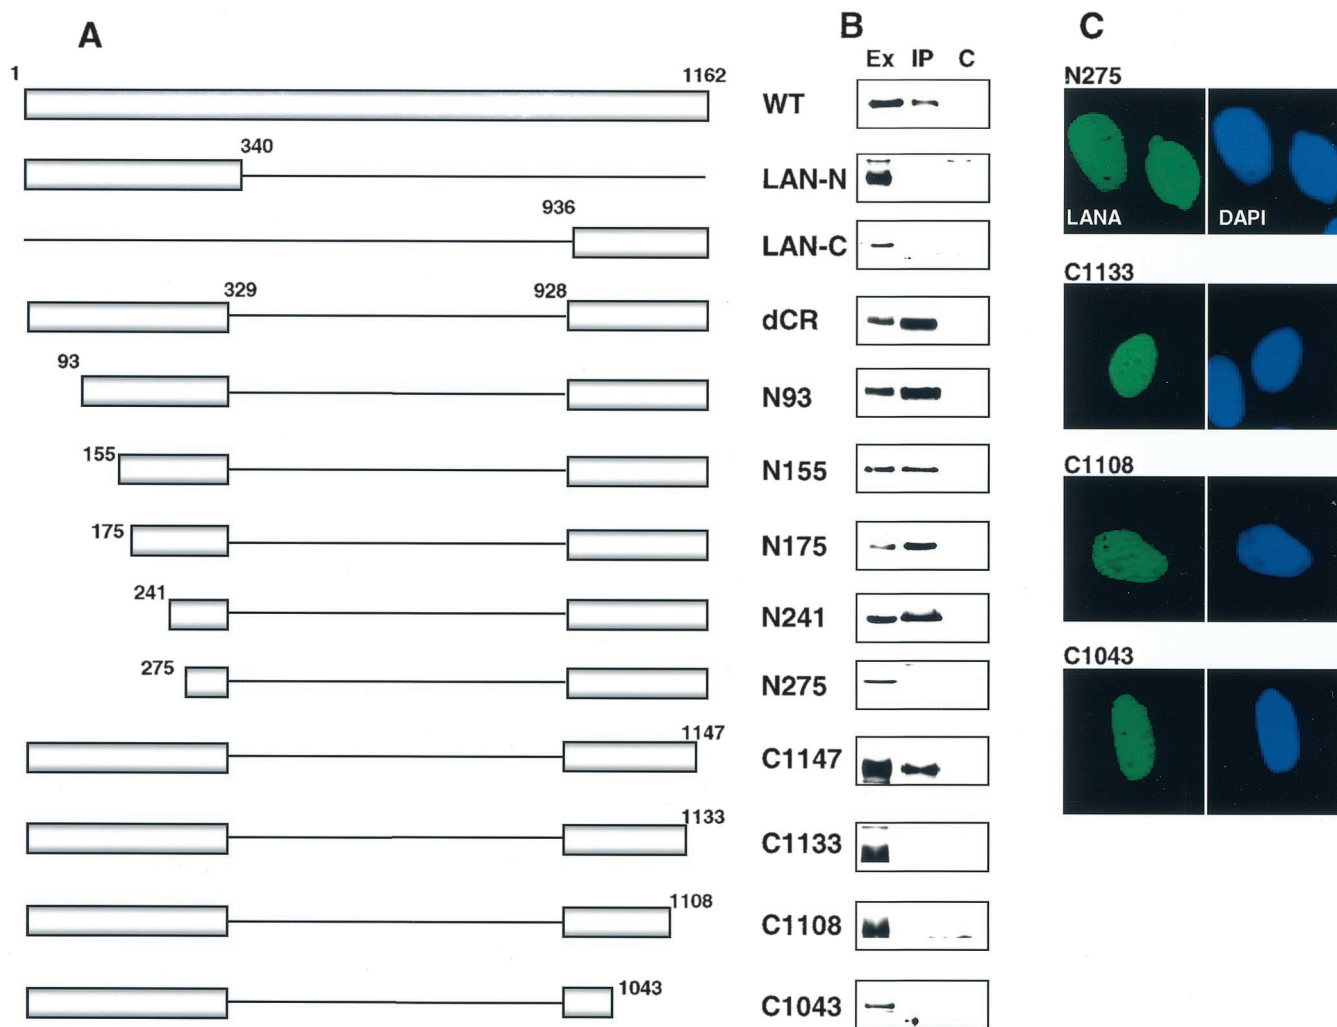 A
1
1162
340
936
329
928
93
155
175
241
275
1147
1133
1108
1043
B
Ex IP C
WT
LAN-N
LAN-C
dCR
N93
N155
N175
N241
N275
C1147
C1133
C1108
C1043
C
N275
LANA DAPI
C1133
C1108
C1043